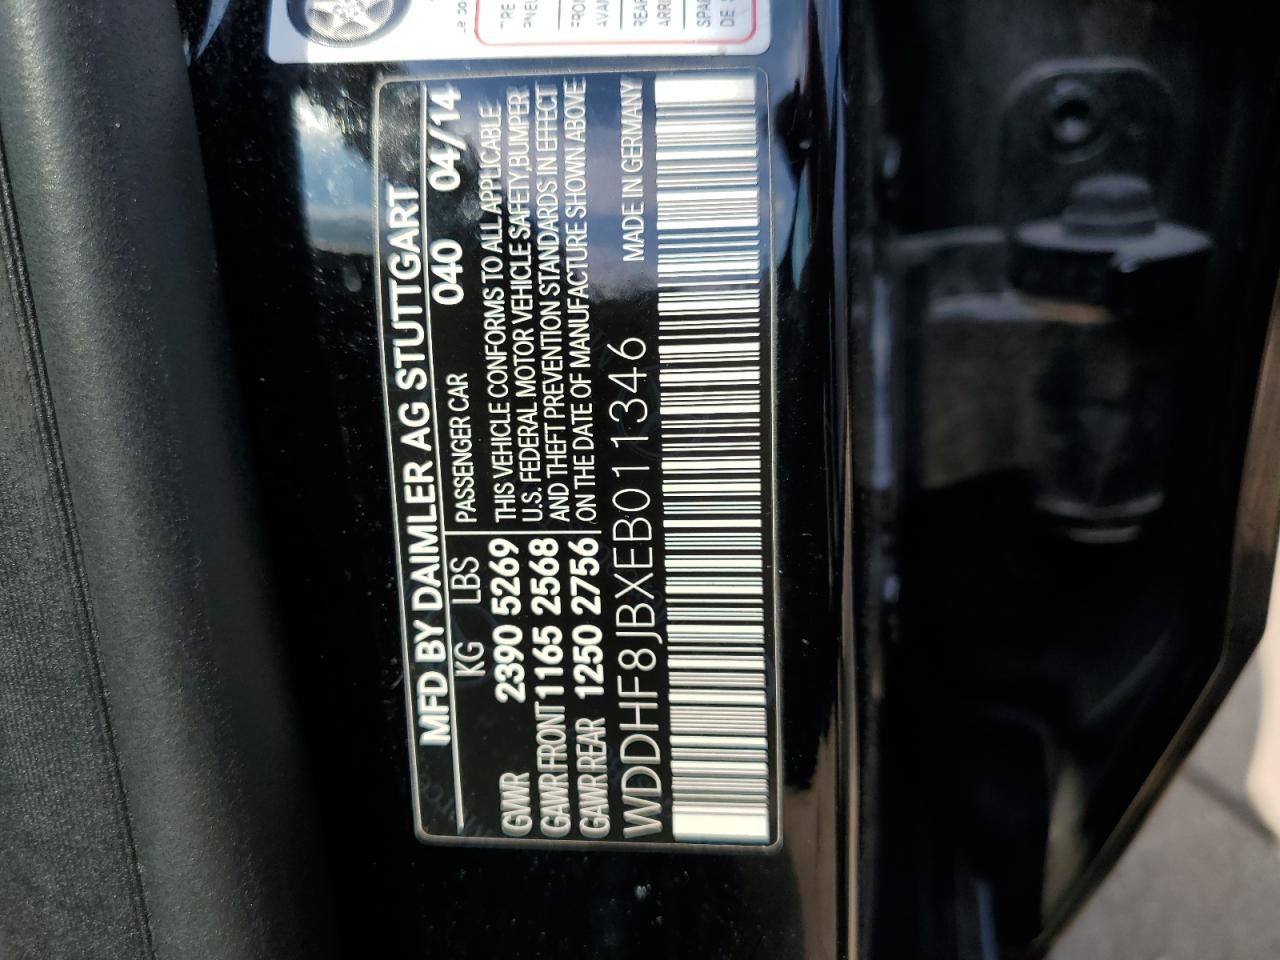 MFD BY DAIMLER AG STUTTGART
KG LBS PASSENGER CAR 040 04/14
GVWR 2390 5269 THIS VEHICLE CONFORMS TO ALL APPLICABLE
GAWR FRONT 1165 2568 U.S. FEDERAL MOTOR VEHICLE SAFETY, BUMPER
GAWR REAR 1250 2756 AND THEFT PREVENTION STANDARDS IN EFFECT
ON THE DATE OF MANUFACTURE SHOWN ABOVE
WDDHF8JBXEB011346 MADE IN GERMANY